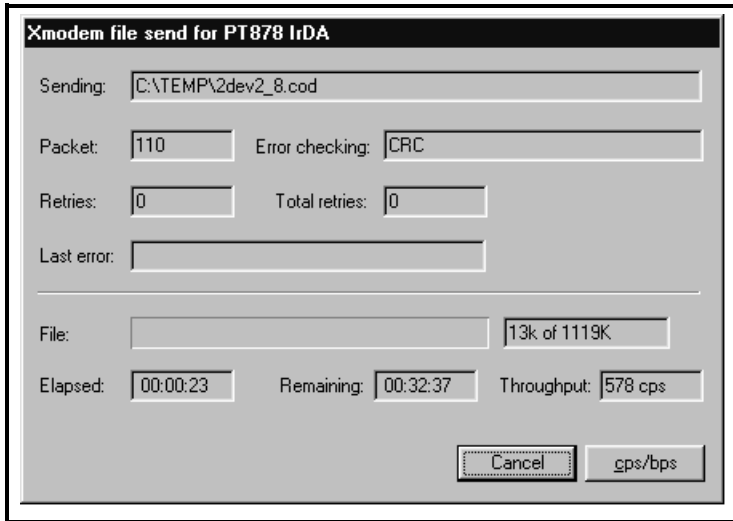 Xmodem file send for PT878 IrDA
Sending: C:\TEMP\2dev2_8.cod
Packet: 110 Error checking: CRC
Retries: 0 Total retries: 0
Last error:
File: 13k of 1119K
Elapsed: 00:00:23 Remaining: 00:32:37 Throughput: 578 cps
Cancel cps/bps